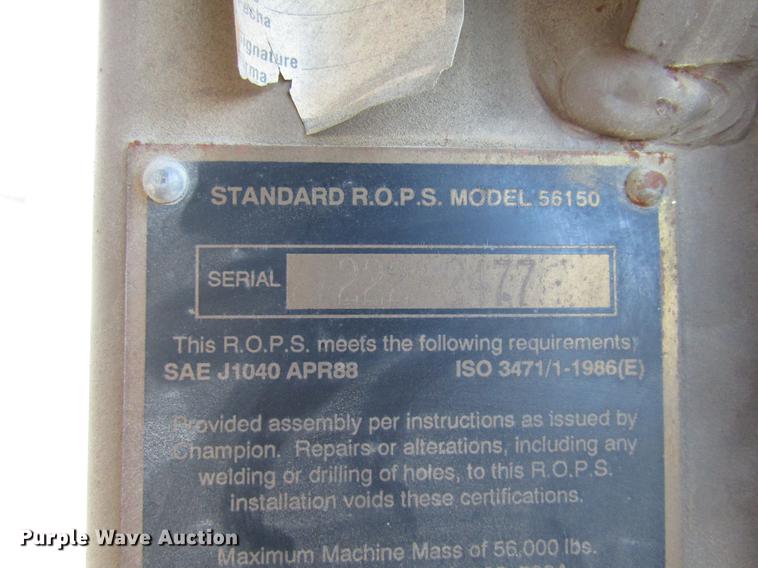 echa
ignature
rma
STANDARD R.O.P.S. MODEL 56150
SERIAL
This R.O.P.S. meets the following requirements:
SAE J1040 APR88 ISO 3471/1-1986(E)
Provided assembly per instructions as issued by
Champion. Repairs or alterations, including any
welding or drilling of holes, to this R.O.P.S.
installation voids these certifications.
Maximum Machine Mass of 56,000 lbs.
Purple Wave Auction